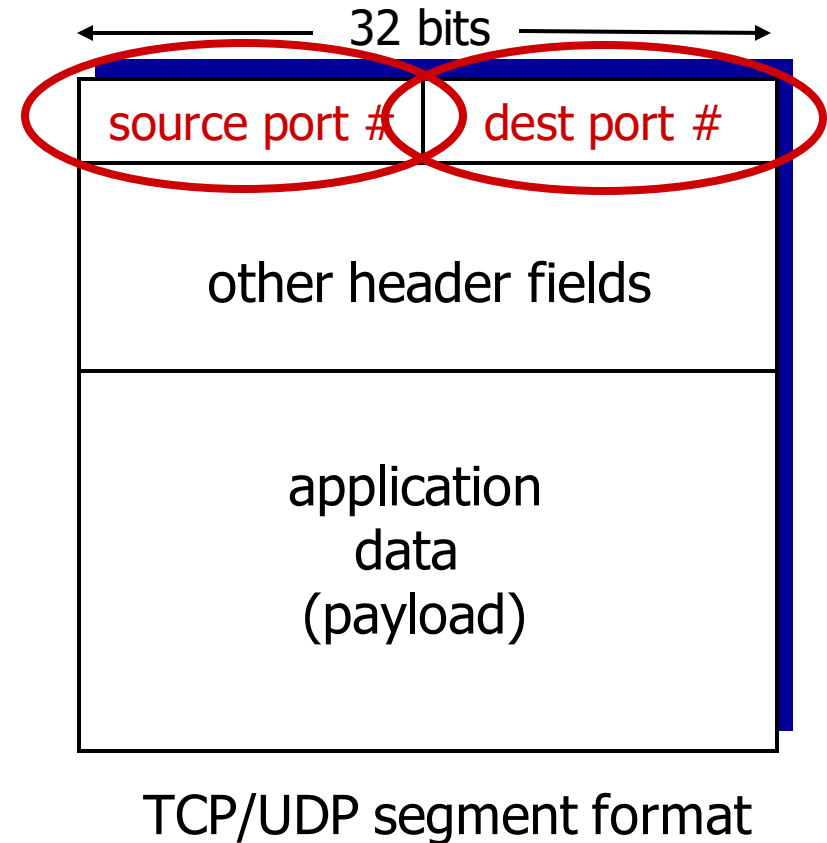 32 bits
source port # dest port #
other header fields
application
data
(payload)
TCP/UDP segment format